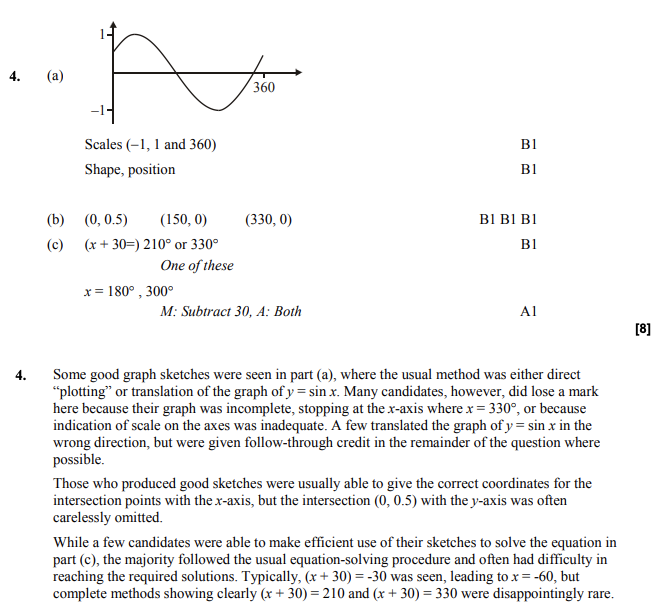 1
4. (a)
360
–1
Scales (–1, 1 and 360) B1
Shape, position B1
(b) (0, 0.5) (150, 0) (330, 0) B1 B1 B1
(c) (x + 30=) 210° or 330° B1
One of these
x = 180° , 300°
M: Subtract 30, A: Both A1
[8]
4. Some good graph sketches were seen in part (a), where the usual method was either direct
“plotting” or translation of the graph of y = sin x. Many candidates, however, did lose a mark
here because their graph was incomplete, stopping at the x-axis where x = 330°, or because
indication of scale on the axes was inadequate. A few translated the graph of y = sin x in the
wrong direction, but were given follow-through credit in the remainder of the question where
possible.
Those who produced good sketches were usually able to give the correct coordinates for the
intersection points with the x-axis, but the intersection (0, 0.5) with the y-axis was often
carelessly omitted.
While a few candidates were able to make efficient use of their sketches to solve the equation in
part (c), the majority followed the usual equation-solving procedure and often had difficulty in
reaching the required solutions. Typically, (x + 30) = -30 was seen, leading to x = -60, but
complete methods showing clearly (x + 30) = 210 and (x + 30) = 330 were disappointingly rare.